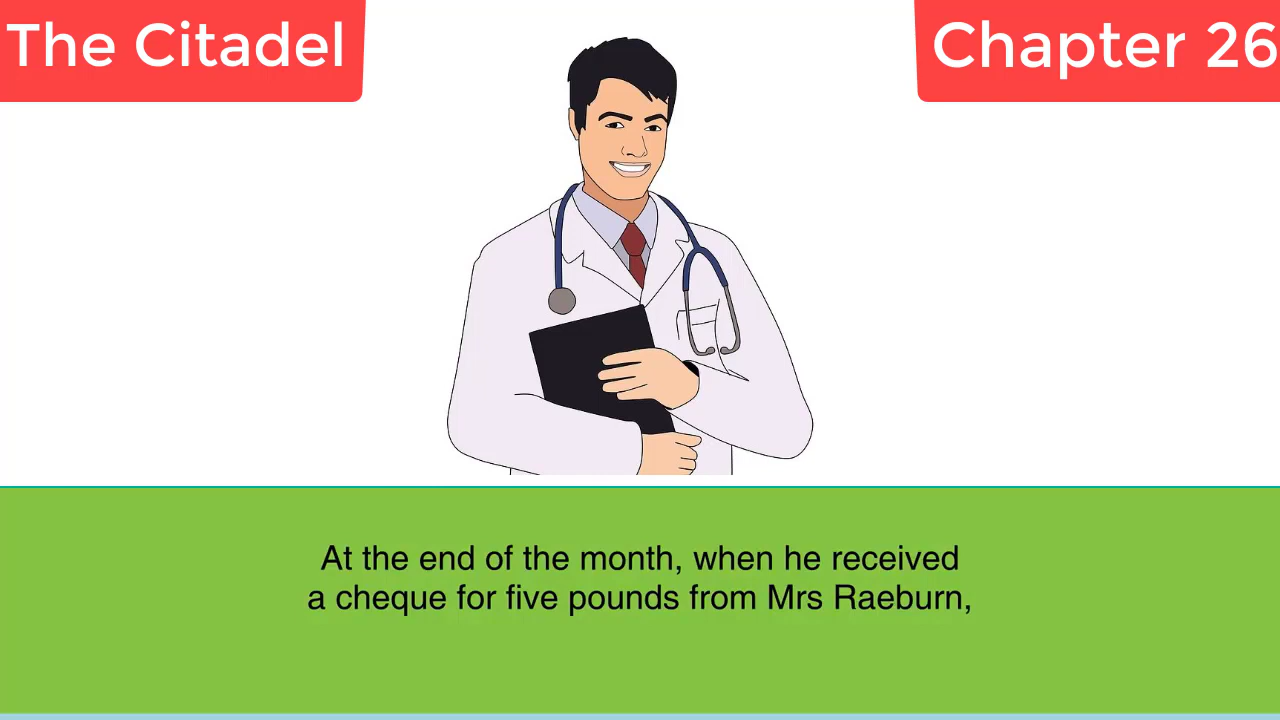 The Citadel
Chapter 26
At the end of the month, when he received
a cheque for five pounds from Mrs Raeburn,